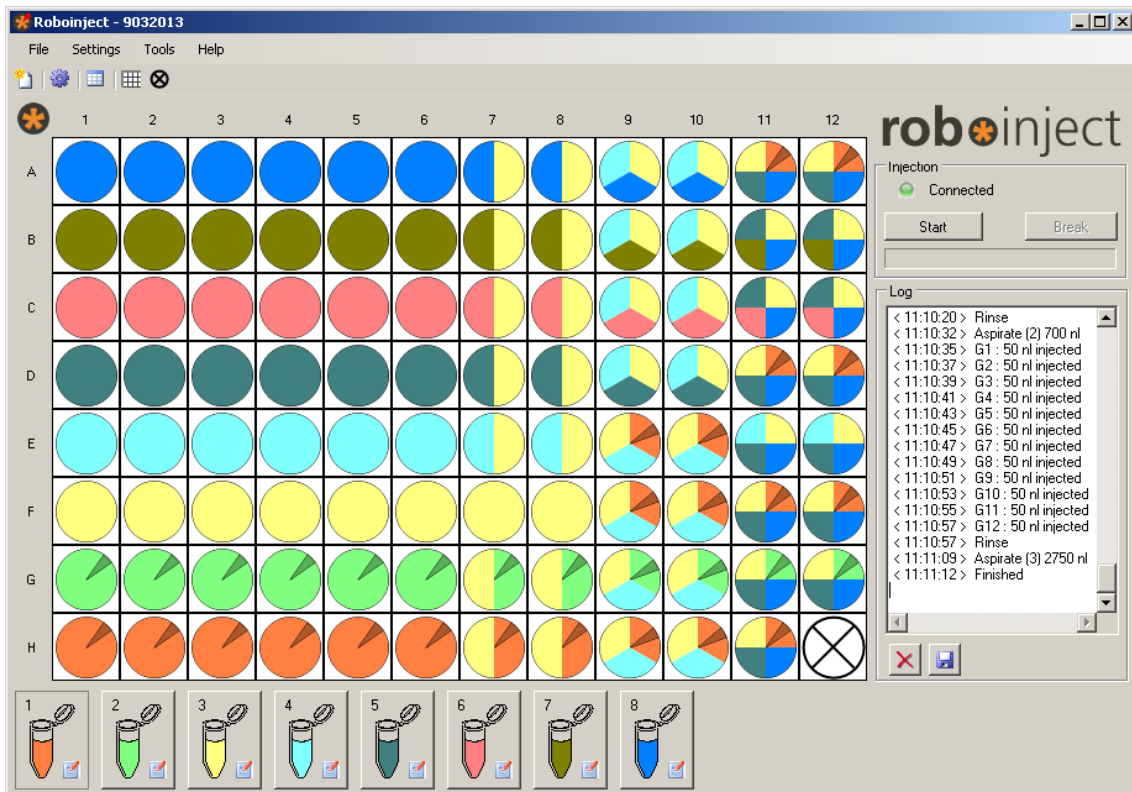 Roboinject - 9032013
File Settings Tools Help
1 2 3 4 5 6 7 8 9 10 11 12
A
B
C
D
E
F
G
H
roboinject
Injection
Connected
Start Break
Log
< 11:10:20 > Rinse
< 11:10:32 > Aspirate (2) 700 nl
< 11:10:35 > G1 : 50 nl injected
< 11:10:37 > G2 : 50 nl injected
< 11:10:39 > G3 : 50 nl injected
< 11:10:41 > G4 : 50 nl injected
< 11:10:43 > G5 : 50 nl injected
< 11:10:45 > G6 : 50 nl injected
< 11:10:47 > G7 : 50 nl injected
< 11:10:49 > G8 : 50 nl injected
< 11:10:51 > G9 : 50 nl injected
< 11:10:53 > G10 : 50 nl injected
< 11:10:55 > G11 : 50 nl injected
< 11:10:57 > G12 : 50 nl injected
< 11:10:57 > Rinse
< 11:11:09 > Aspirate (3) 2750 nl
< 11:11:12 > Finished
1 2 3 4 5 6 7 8